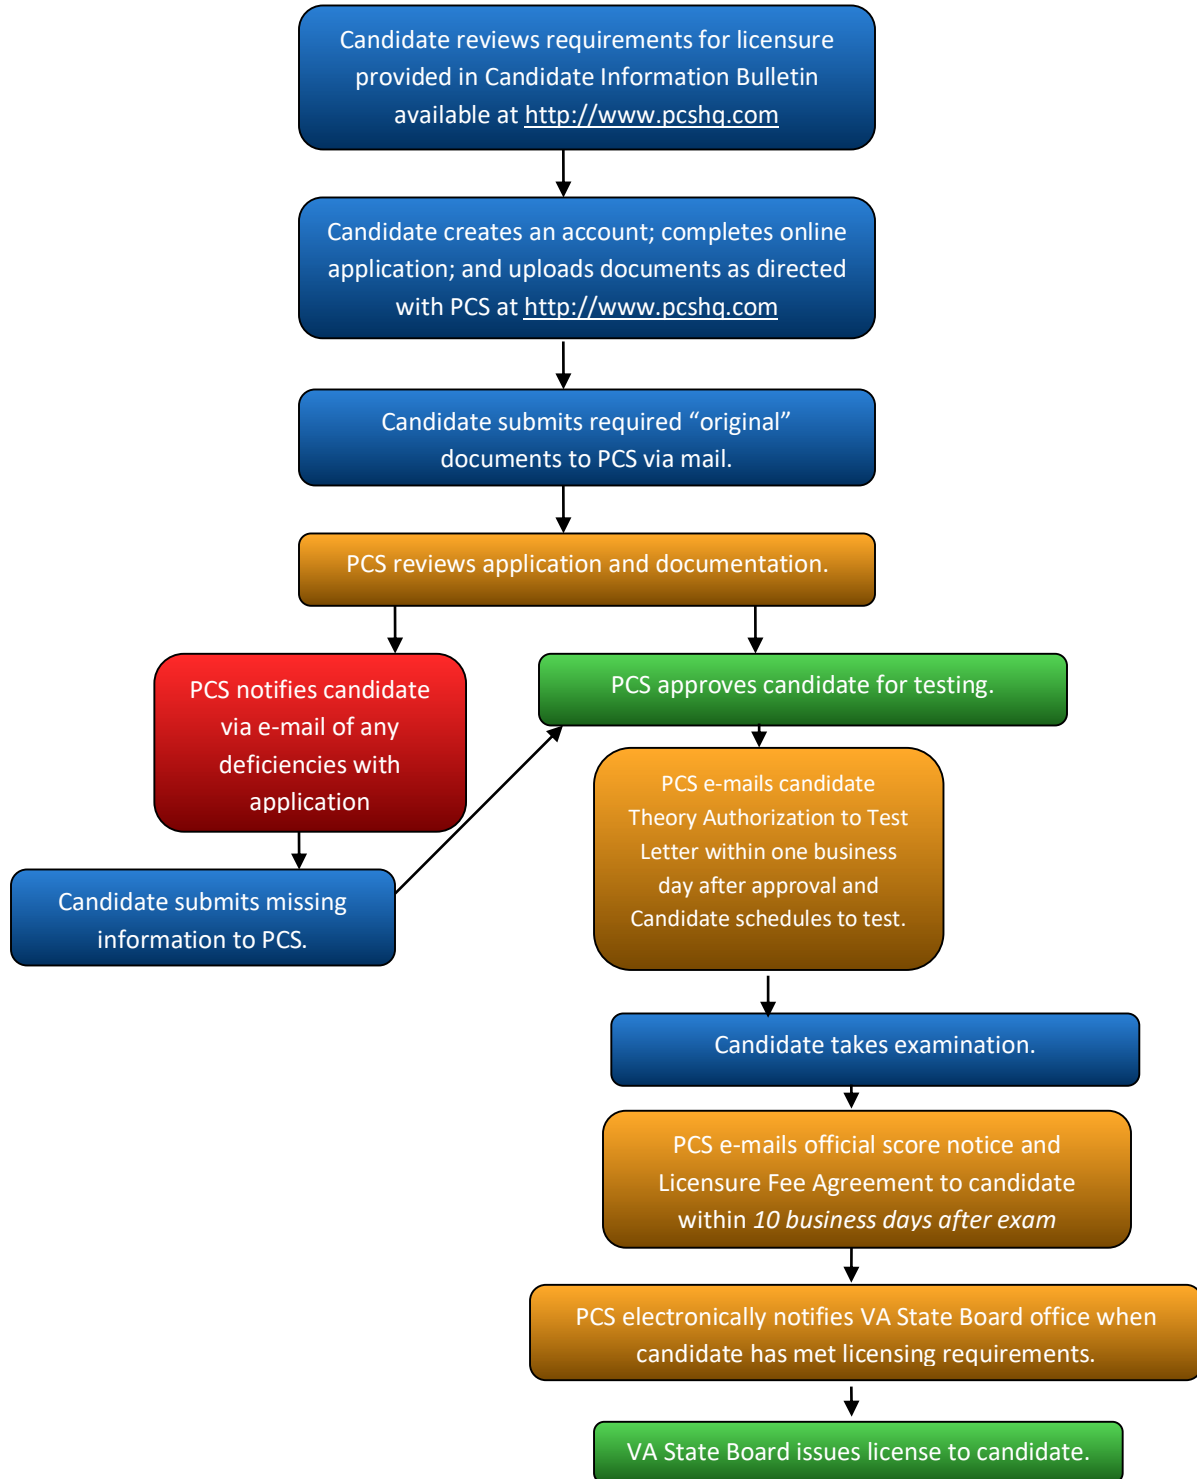 Candidate reviews requirements for licensure
provided in Candidate Information Bulletin
available at http://www.pcshq.com
Candidate creates an account; completes online
application; and uploads documents as directed
with PCS at http://www.pcshq.com
Candidate submits required “original”
documents to PCS via mail.
PCS reviews application and documentation.
PCS notifies candidate
via e-mail of any
deficiencies with
application
Candidate submits missing
information to PCS.
PCS approves candidate for testing.
PCS e-mails candidate
Theory Authorization to Test
Letter within one business
day after approval and
Candidate schedules to test.
Candidate takes examination.
PCS e-mails official score notice and
Licensure Fee Agreement to candidate
within 10 business days after exam
PCS electronically notifies VA State Board office when
candidate has met licensing requirements.
VA State Board issues license to candidate.